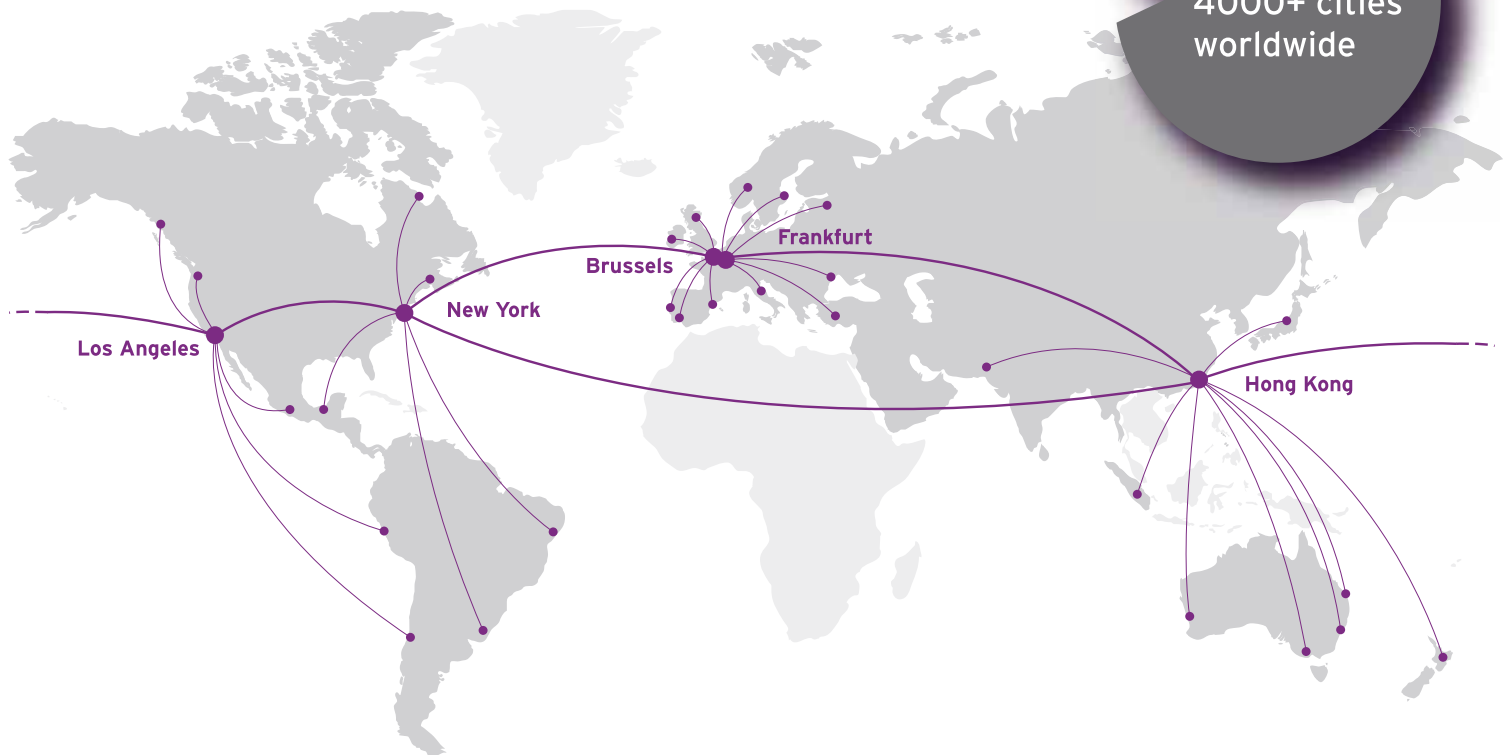 4000+ cities
worldwide
Frankfurt
Brussels
New York
Los Angeles
Hong Kong